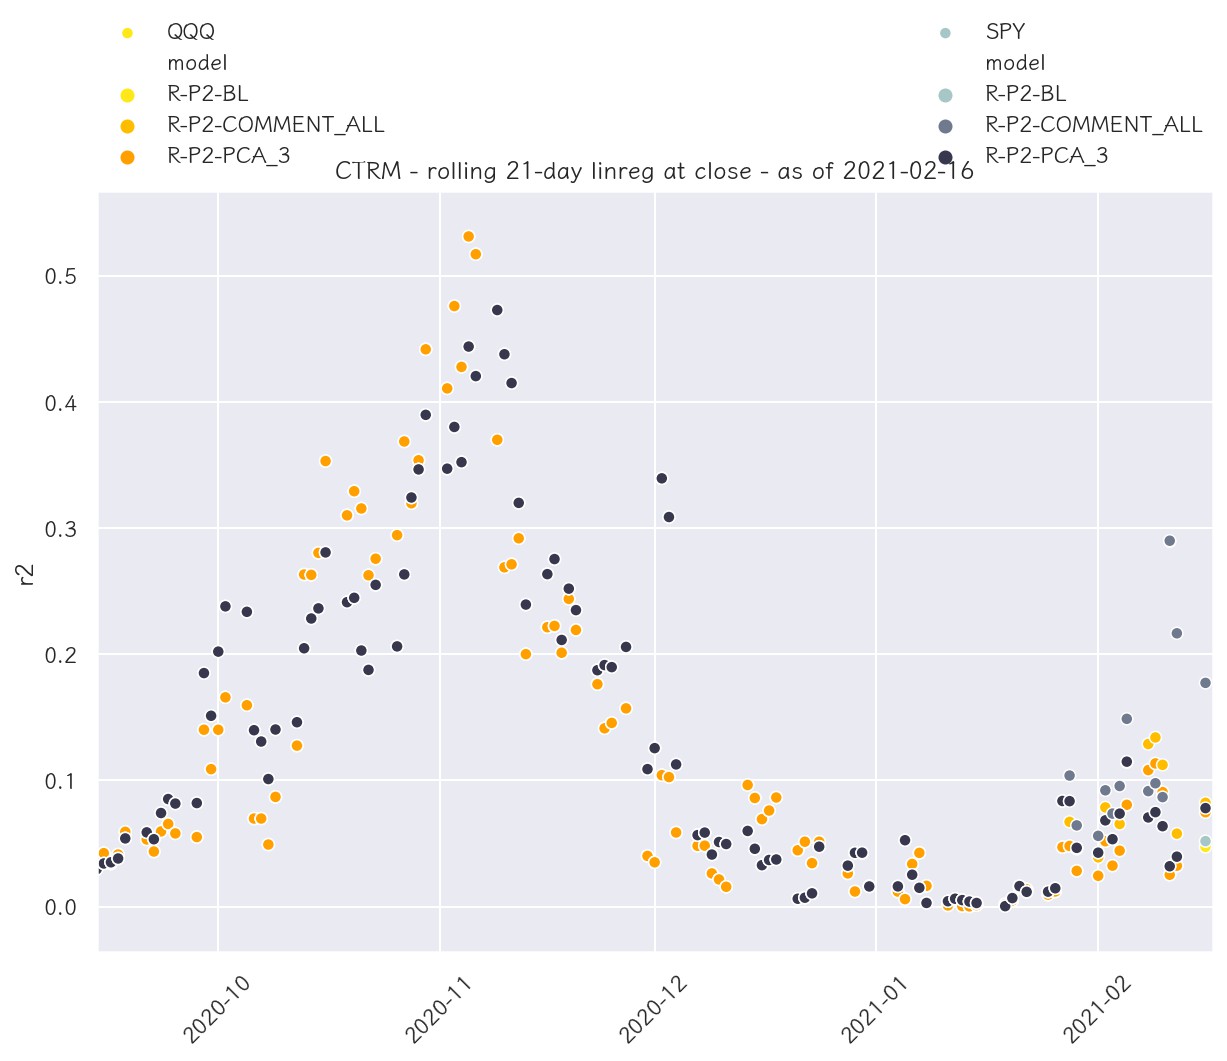 QQQ
model
R-P2-BL
R-P2-COMMENT_ALL
R-P2-PCA_3
SPY
model
R-P2-BL
R-P2-COMMENT_ALL
R-P2-PCA_3
CTRM - rolling 21-day linreg at close - as of 2021-02-16
r2
0.5
0.4
0.3
0.2
0.1
0.0
2020-10
2020-11
2020-12
2021-01
2021-02